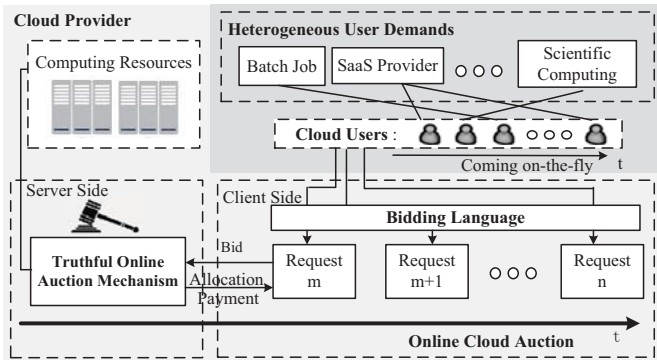 Cloud Provider
Heterogeneous User Demands
Computing Resources
Batch Job
SaaS Provider
Scientific
Computing
Cloud Users :
Coming on-the-fly
t
Server Side
Client Side
Bidding Language
Truthful Online
Auction Mechanism
Bid
Allocation
Payment
Request
m
Request
m+1
Request
n
Online Cloud Auction
t